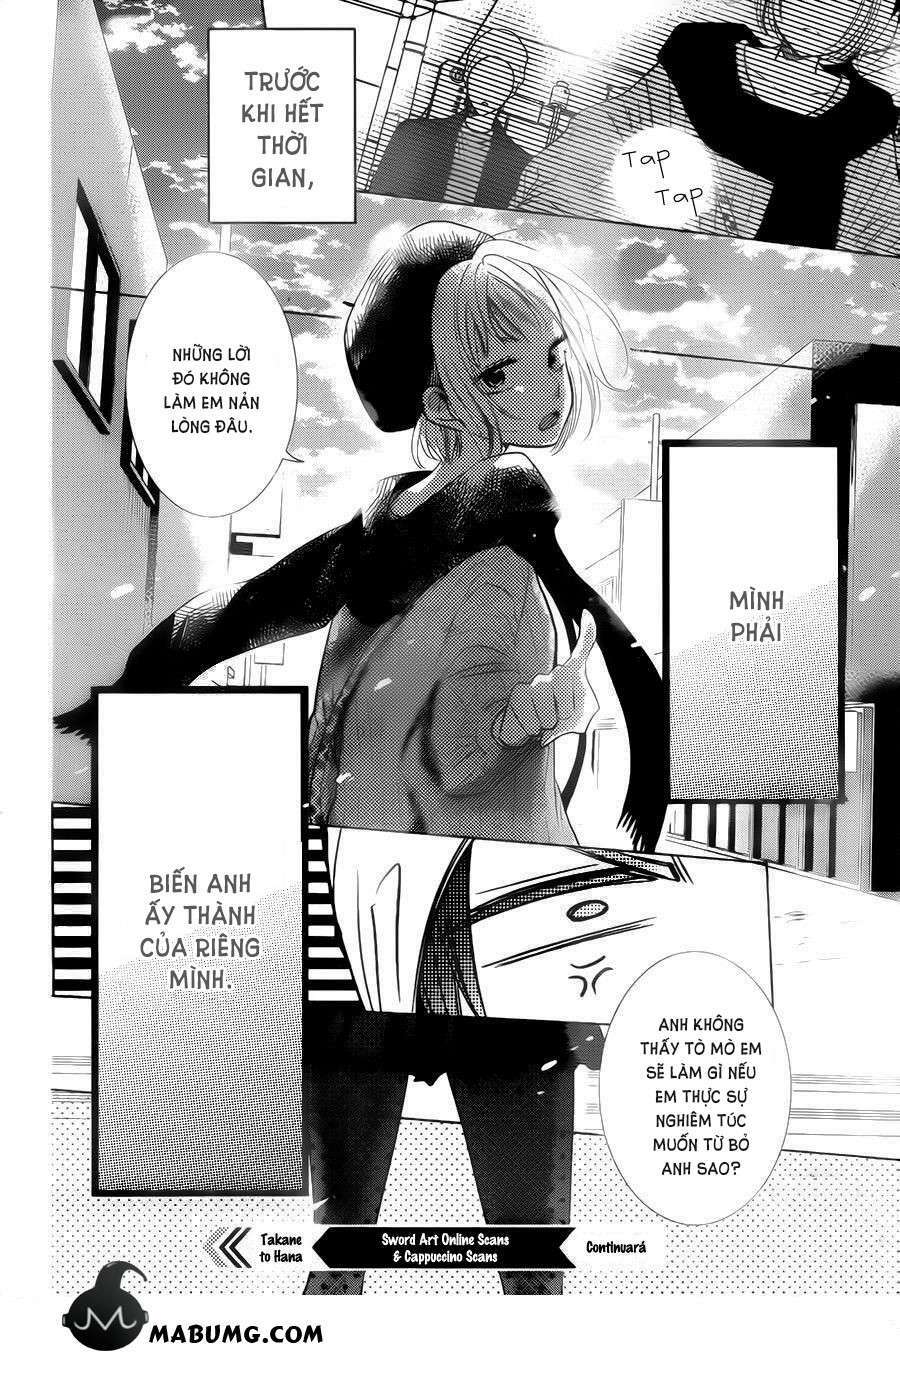 TRƯỚC
KHI HẾT
THỜI
GIAN,
Tap
Tap
NHỮNG LỜI
ĐÓ KHÔNG
LÀM EM NẢN
LÒNG ĐÂU.
MÌNH
PHẢI
BIẾN ANH
ẤY THÀNH
CỦA RIÊNG
MÌNH.
ANH KHÔNG
THẤY TÒ MÒ EM
SẼ LÀM GÌ NẾU
EM THỰC SỰ
NGHIÊM TÚC
MUỐN TỪ BỎ
ANH SAO?
Takane
to Hana
Sword Art Online Scans
& Cappuccino Scans
Continuará
MABUMG.COM